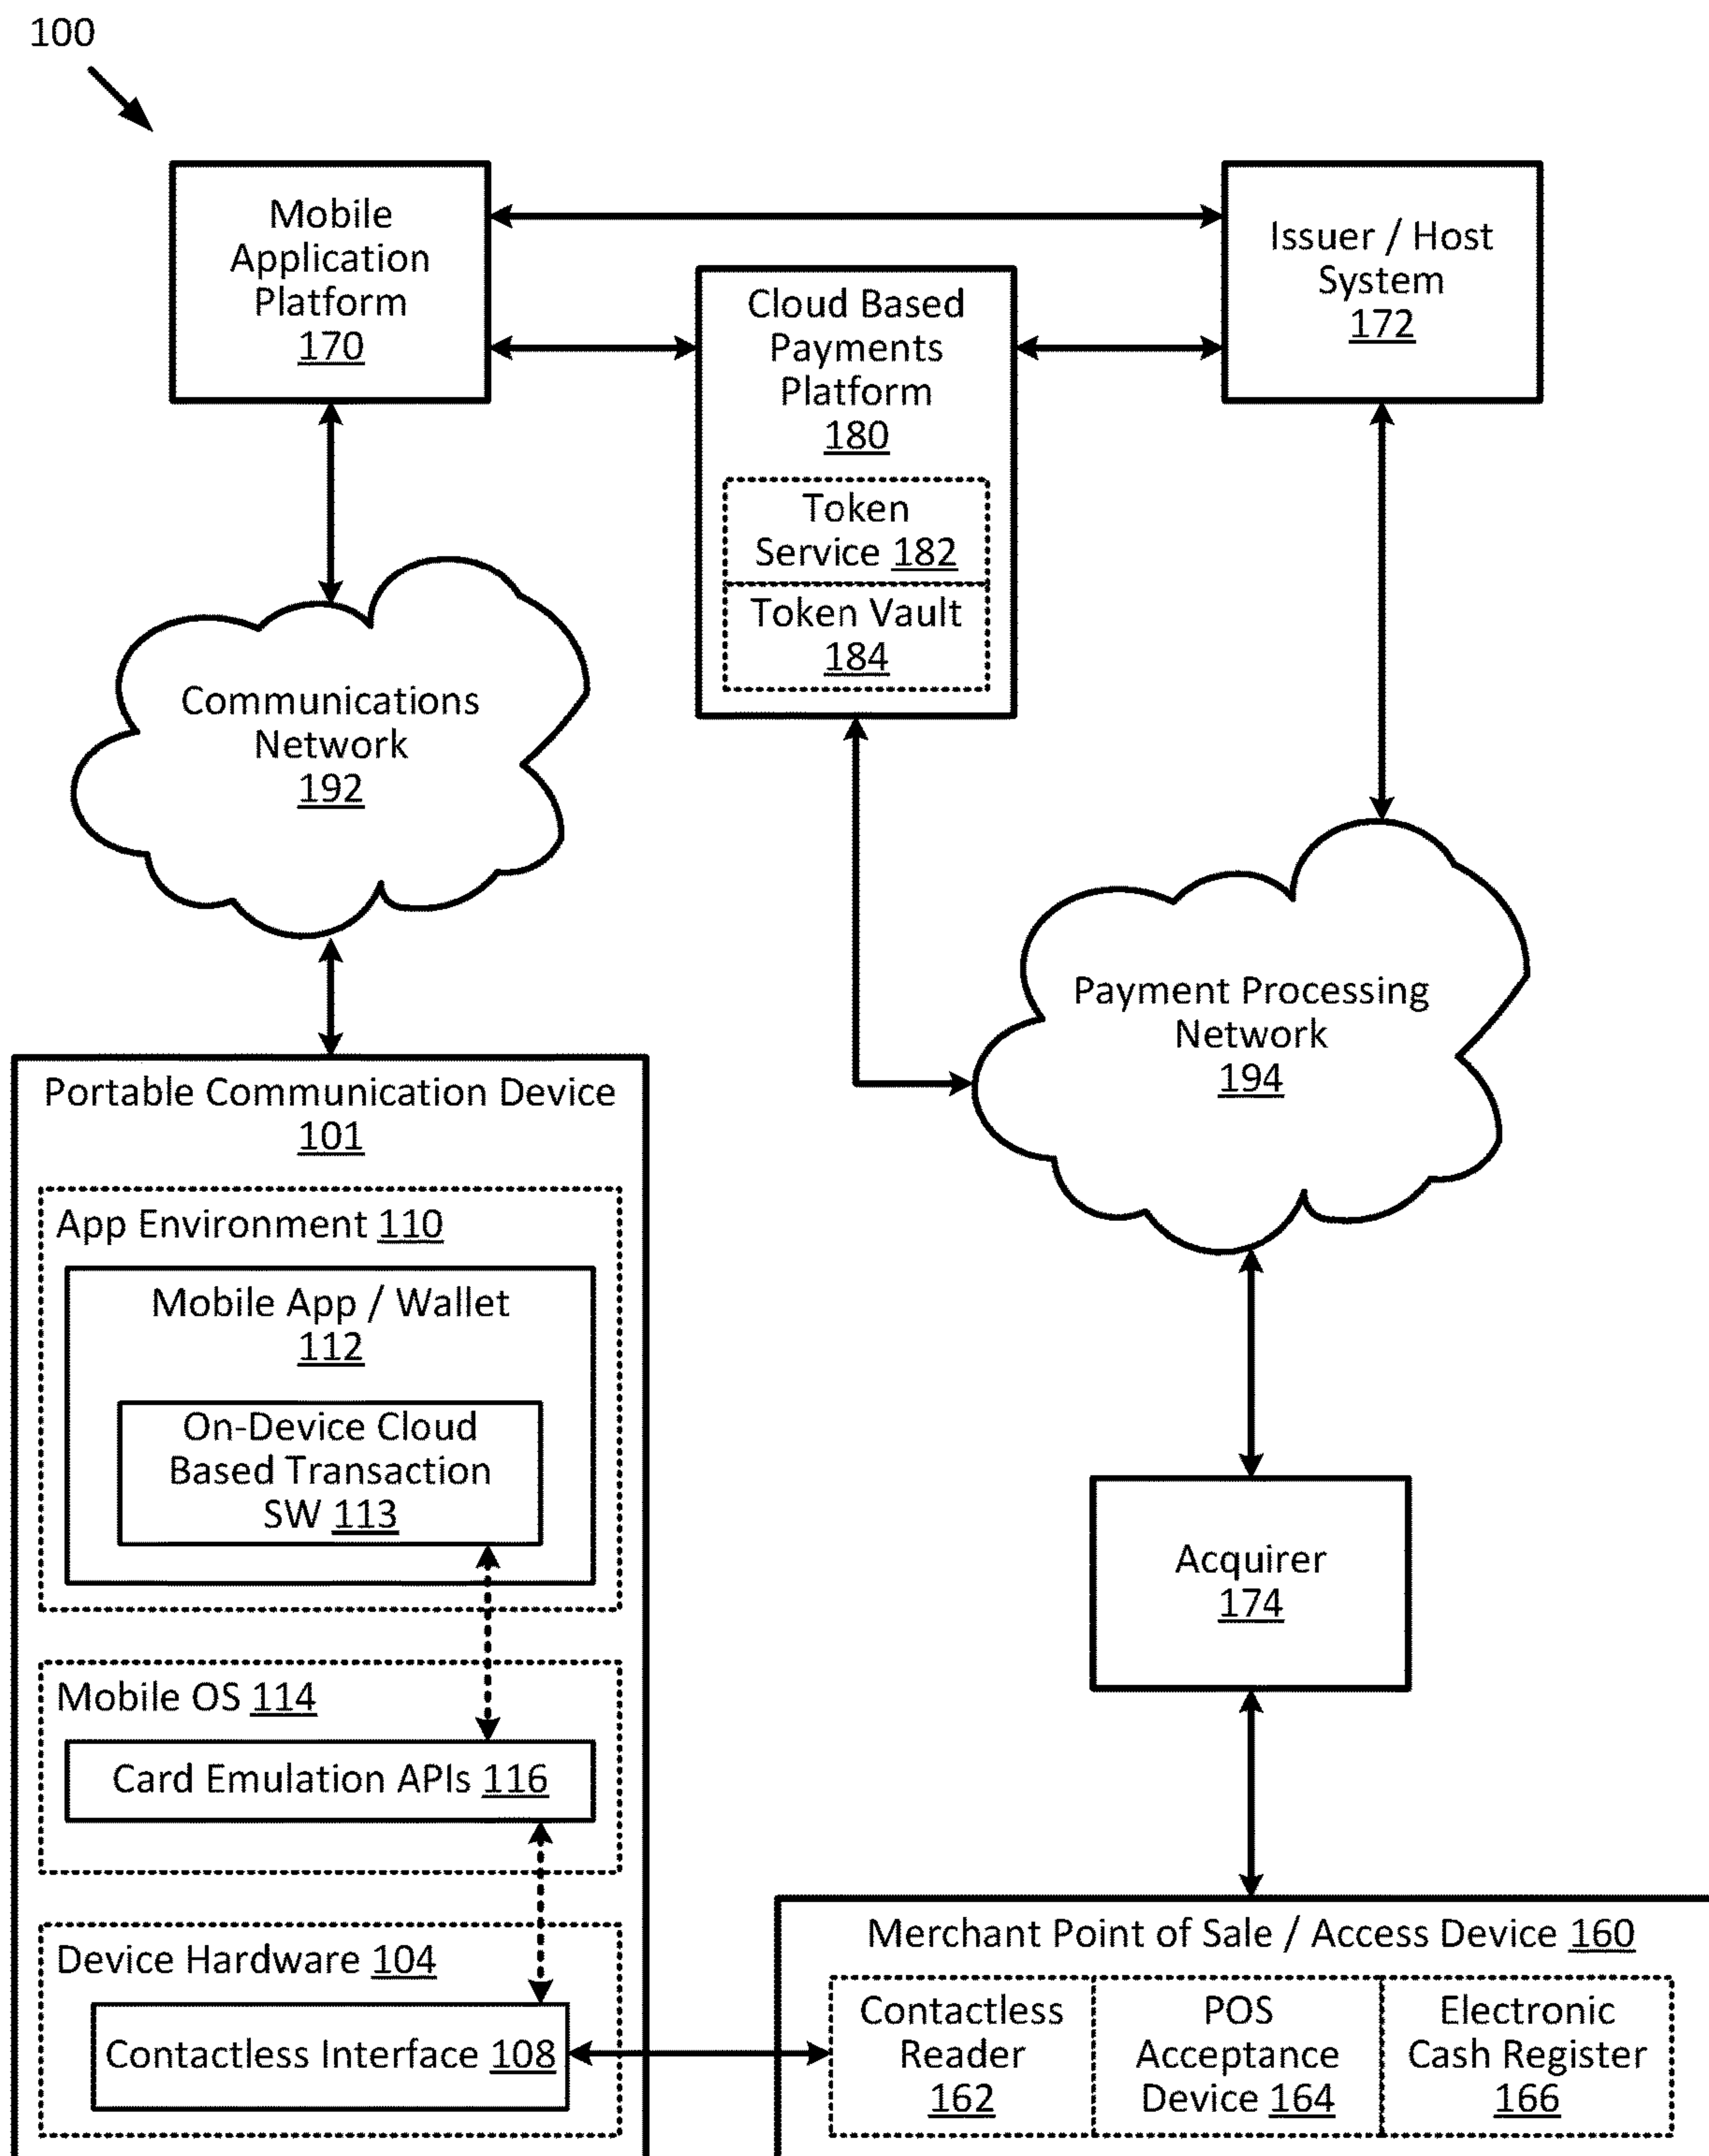 100
Mobile
Application
Platform
170
Issuer / Host
System
172
Cloud Based
Payments
Platform
180
Token
Service 182
Token Vault
184
Communications
Network
192
Payment Processing
Network
194
Portable Communication Device
101
App Environment 110
Mobile App / Wallet
112
On-Device Cloud
Based Transaction
SW 113
Mobile OS 114
Card Emulation APIs 116
Device Hardware 104
Contactless Interface 108
Acquirer
174
Merchant Point of Sale / Access Device 160
Contactless
Reader
162
POS
Acceptance
Device 164
Electronic
Cash Register
166